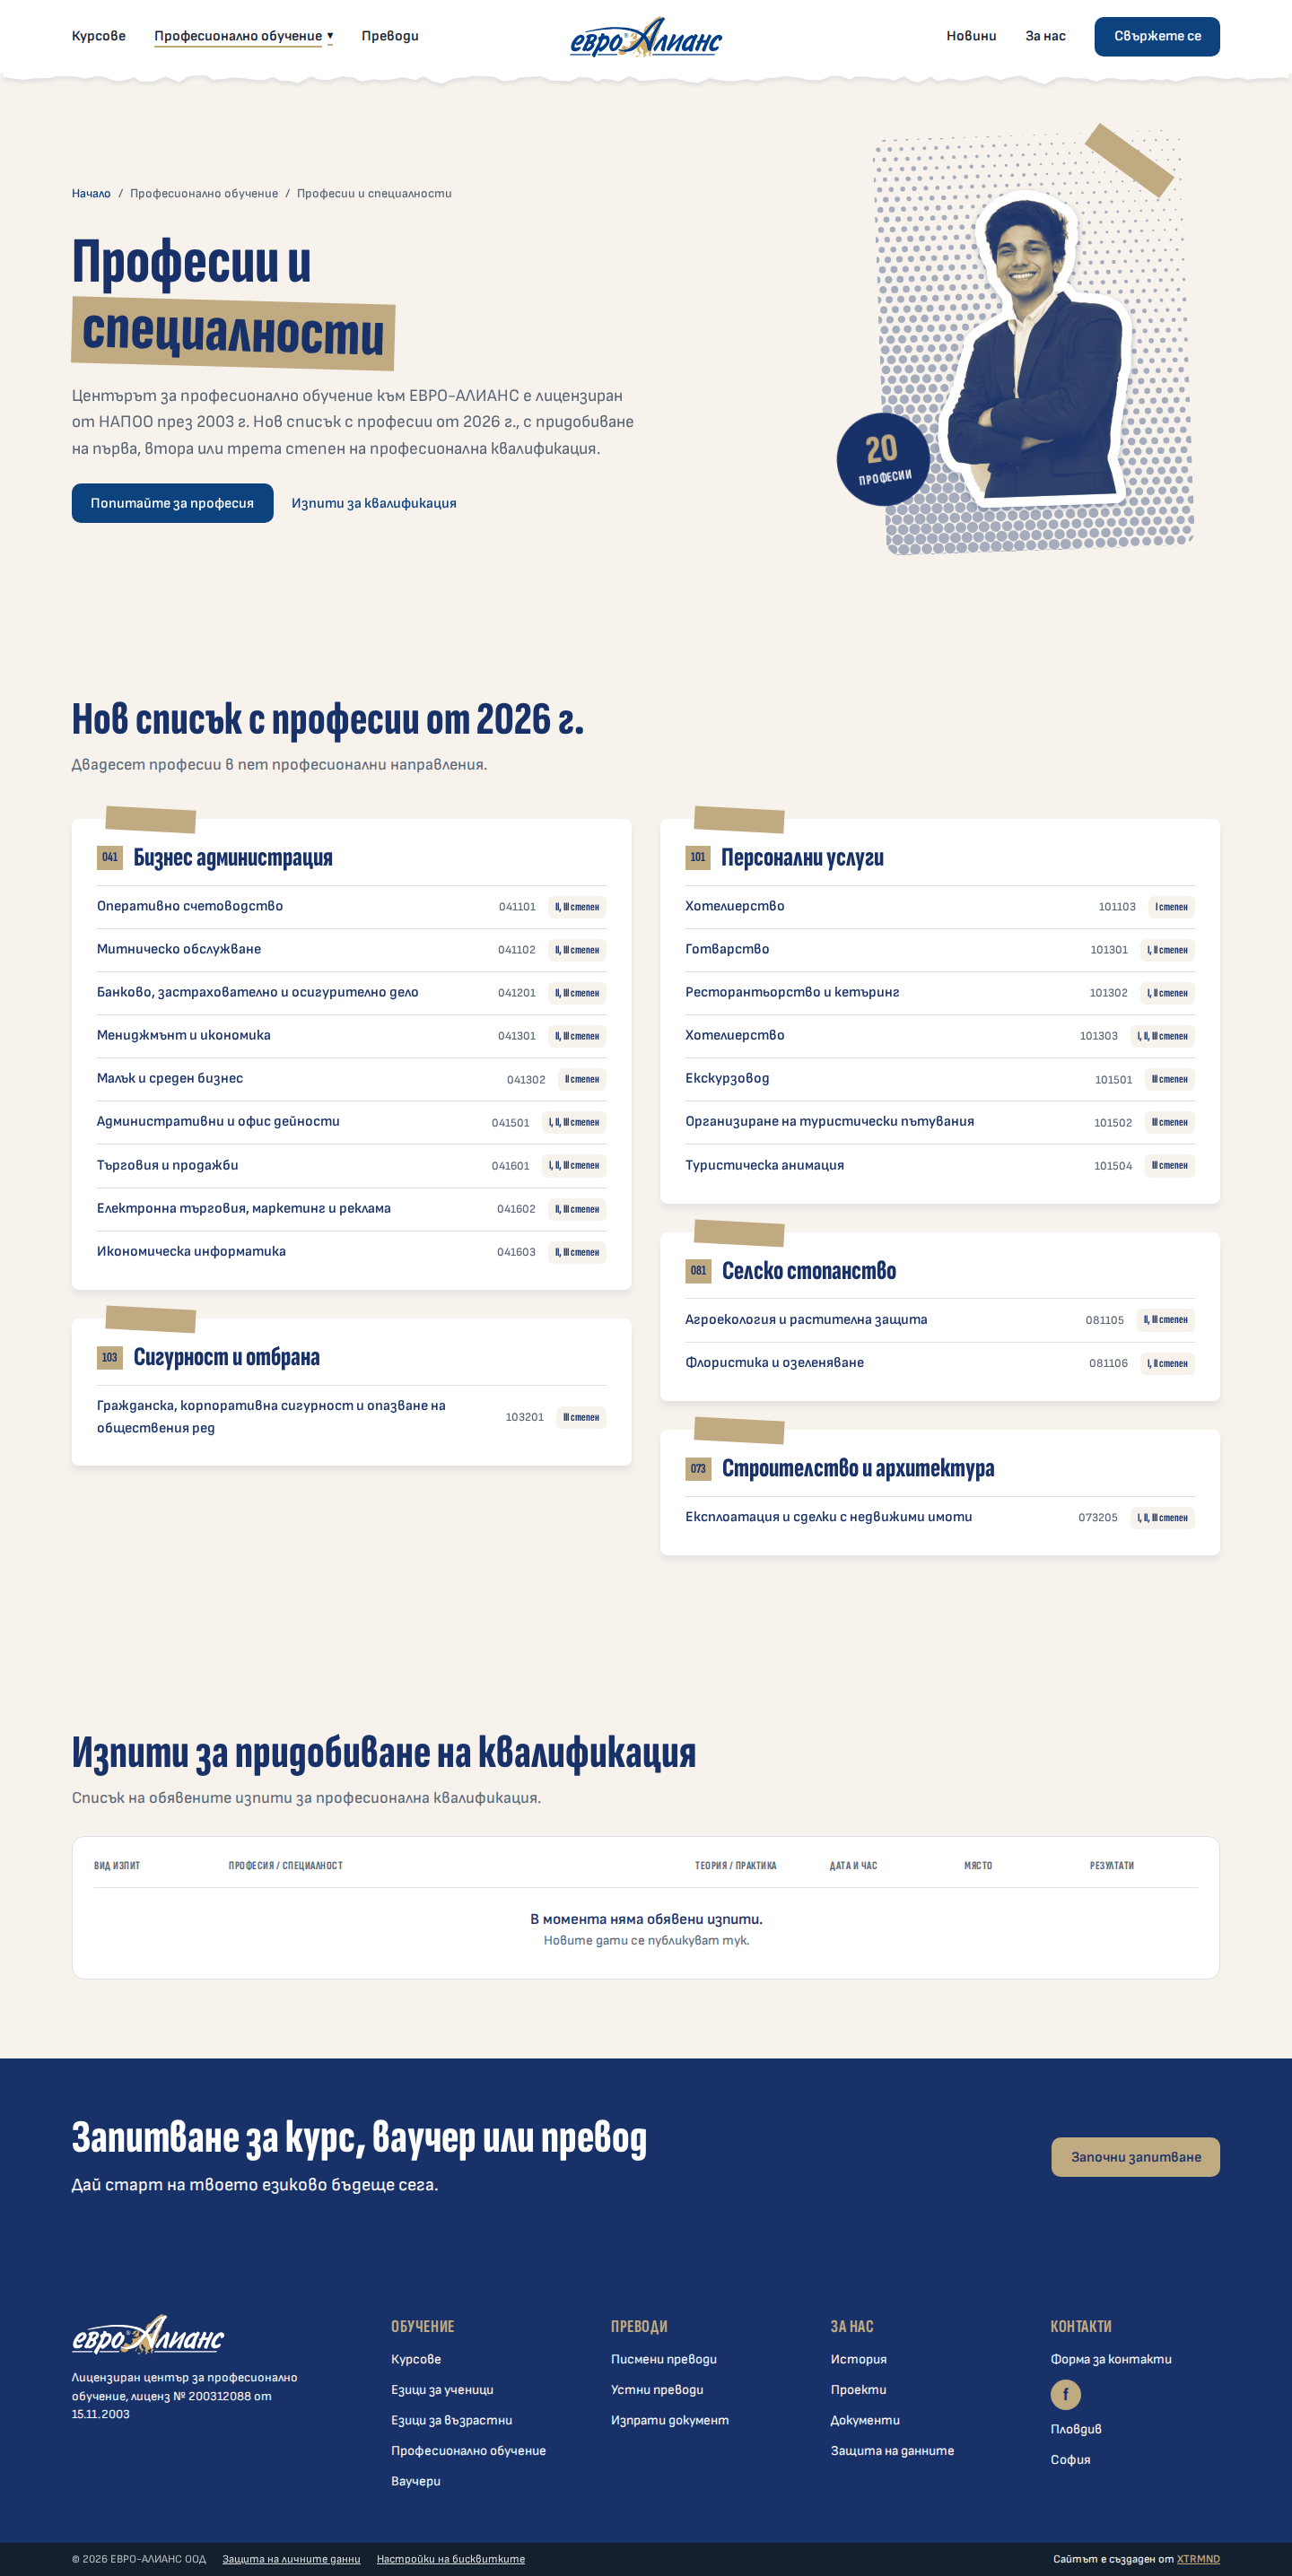 Курсове
Професионално обучение ▾
Преводи
евро Алианс ®
Новини
За нас
Свържете се
Начало / Професионално обучение / Професии и специалности
Професии и
специалности
Центърът за професионално обучение към ЕВРО-АЛИАНС е лицензиран
от НАПОО през 2003 г. Нов списък с професии от 2026 г., с придобиване
на първа, втора или трета степен на професионална квалификация.
Попитайте за професия
Изпити за квалификация
20
ПРОФЕСИИ
Нов списък с професии от 2026 г.
Двадесет професии в пет професионални направления.
041 Бизнес администрация
Оперативно счетоводство 041101 II, III степен
Митническо обслужване 041102 II, III степен
Банково, застрахователно и осигурително дело 041201 II, III степен
Мениджмънт и икономика 041301 II, III степен
Малък и среден бизнес 041302 II степен
Административни и офис дейности 041501 I, II, III степен
Търговия и продажби 041601 I, II, III степен
Електронна търговия, маркетинг и реклама 041602 II, III степен
Икономическа информатика 041603 II, III степен
103 Сигурност и отбрана
Гражданска, корпоративна сигурност и опазване на
обществения ред 103201 III степен
101 Персонални услуги
Хотелиерство 101103 I степен
Готварство 101301 I, II степен
Ресторантьорство и кетъринг 101302 I, II степен
Хотелиерство 101303 I, II, III степен
Екскурзовод 101501 III степен
Организиране на туристически пътувания 101502 III степен
Туристическа анимация 101504 III степен
081 Селско стопанство
Агроекология и растителна защита 081105 II, III степен
Флористика и озеленяване 081106 I, II степен
073 Строителство и архитектура
Експлоатация и сделки с недвижими имоти 073205 I, II, III степен
Изпити за придобиване на квалификация
Списък на обявените изпити за професионална квалификация.
ВИД ИЗПИТ ПРОФЕСИЯ / СПЕЦИАЛНОСТ ТЕОРИЯ / ПРАКТИКА ДАТА И ЧАС МЯСТО РЕЗУЛТАТИ
В момента няма обявени изпити.
Новите дати се публикуват тук.
Запитване за курс, ваучер или превод
Дай старт на твоето езиково бъдеще сега.
Започни запитване
евро Алианс ®
Лицензиран център за професионално
обучение, лиценз № 200312088 от
15.11.2003
ОБУЧЕНИЕ
Курсове
Езици за ученици
Езици за възрастни
Професионално обучение
Ваучери
ПРЕВОДИ
Писмени преводи
Устни преводи
Изпрати документ
ЗА НАС
История
Проекти
Документи
Защита на данните
КОНТАКТИ
Форма за контакти
f
Пловдив
София
© 2026 ЕВРО-АЛИАНС ООД Защита на личните данни Настройки на бисквитките
Сайтът е създаден от XTRMND